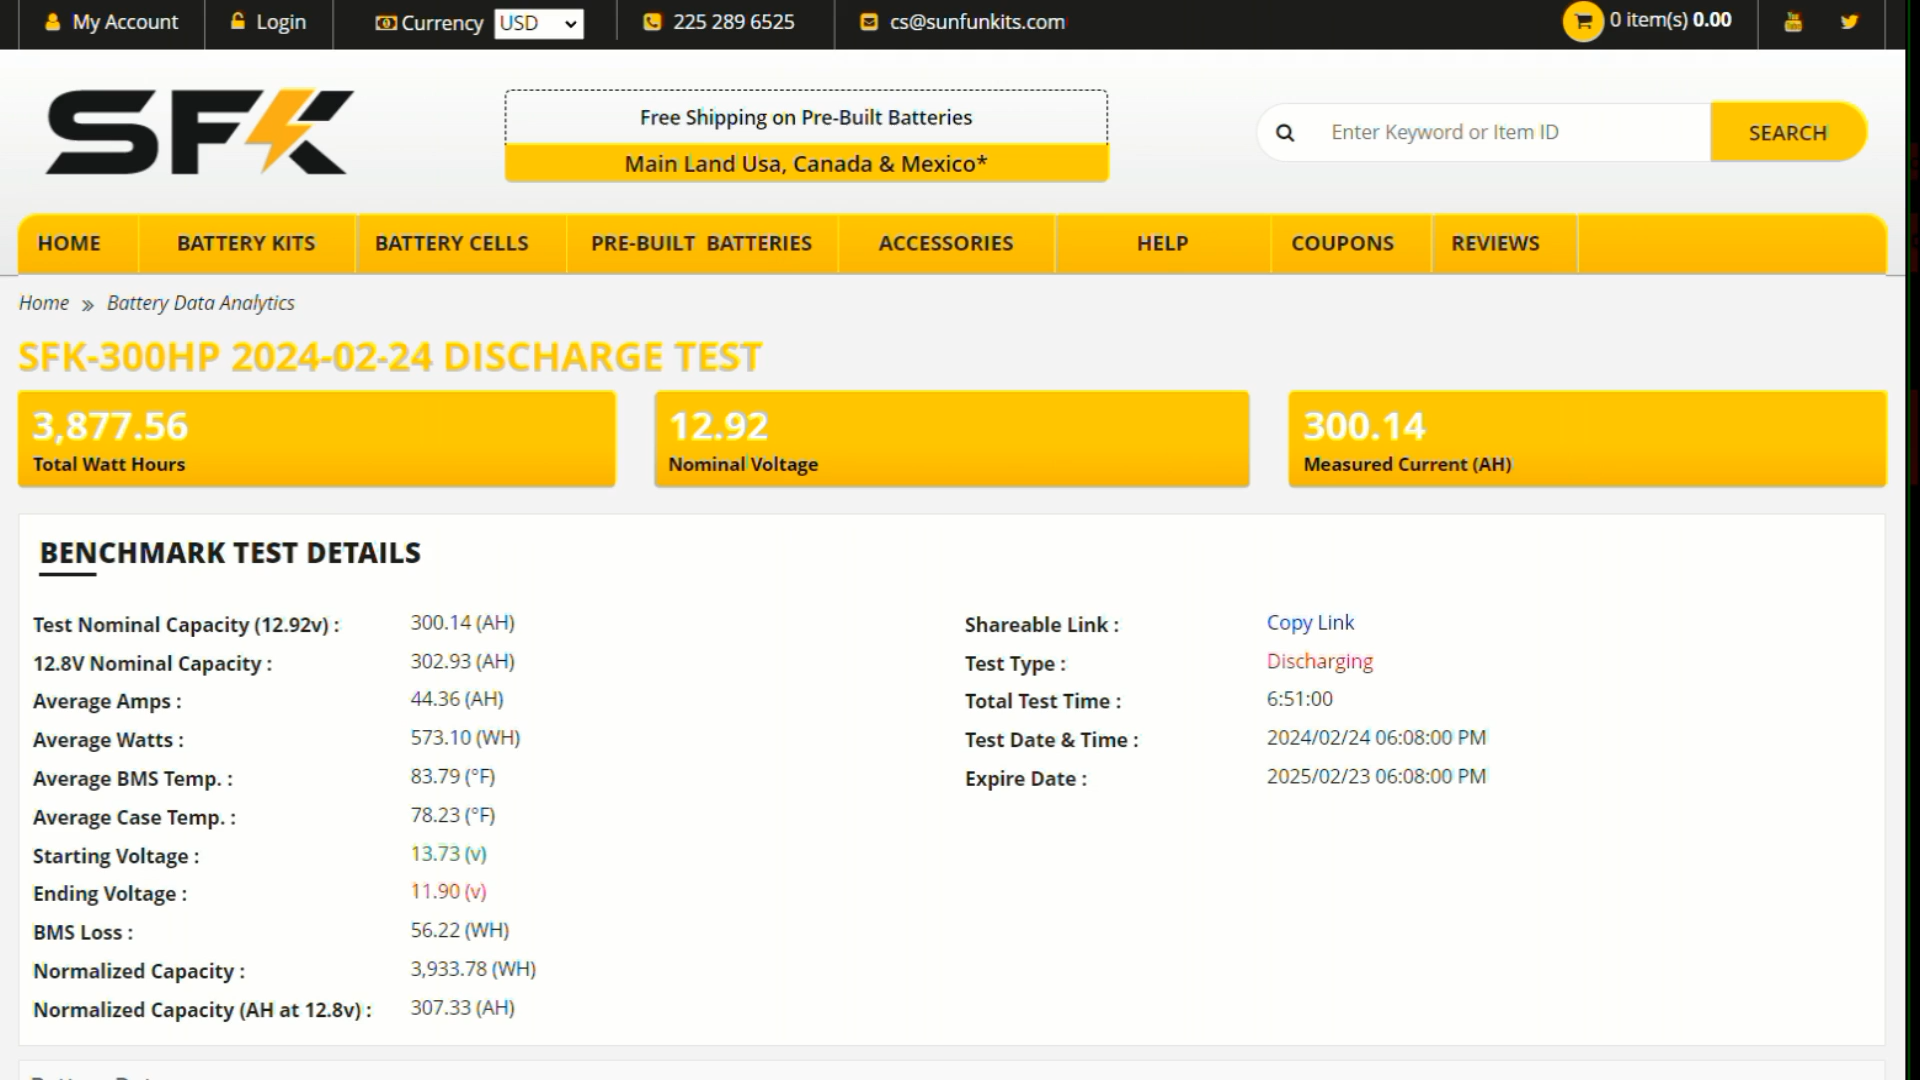 My Account Login Currency USD 225 289 6525 cs@sunfunkits.com 0 item(s) 0.00
SFK
Free Shipping on Pre-Built Batteries
Main Land Usa, Canada & Mexico*
Enter Keyword or Item ID SEARCH
HOME BATTERY KITS BATTERY CELLS PRE-BUILT BATTERIES ACCESSORIES HELP COUPONS REVIEWS
Home » Battery Data Analytics
SFK-300HP 2024-02-24 DISCHARGE TEST
3,877.56 12.92 300.14
Total Watt Hours Nominal Voltage Measured Current (AH)
BENCHMARK TEST DETAILS
Test Nominal Capacity (12.92v) : 300.14 (AH) Shareable Link : Copy Link
12.8V Nominal Capacity : 302.93 (AH) Test Type : Discharging
Average Amps : 44.36 (AH) Total Test Time : 6:51:00
Average Watts : 573.10 (WH) Test Date & Time : 2024/02/24 06:08:00 PM
Average BMS Temp. : 83.79 (°F) Expire Date : 2025/02/23 06:08:00 PM
Average Case Temp. : 78.23 (°F)
Starting Voltage : 13.73 (v)
Ending Voltage : 11.90 (v)
BMS Loss : 56.22 (WH)
Normalized Capacity : 3,933.78 (WH)
Normalized Capacity (AH at 12.8v) : 307.33 (AH)